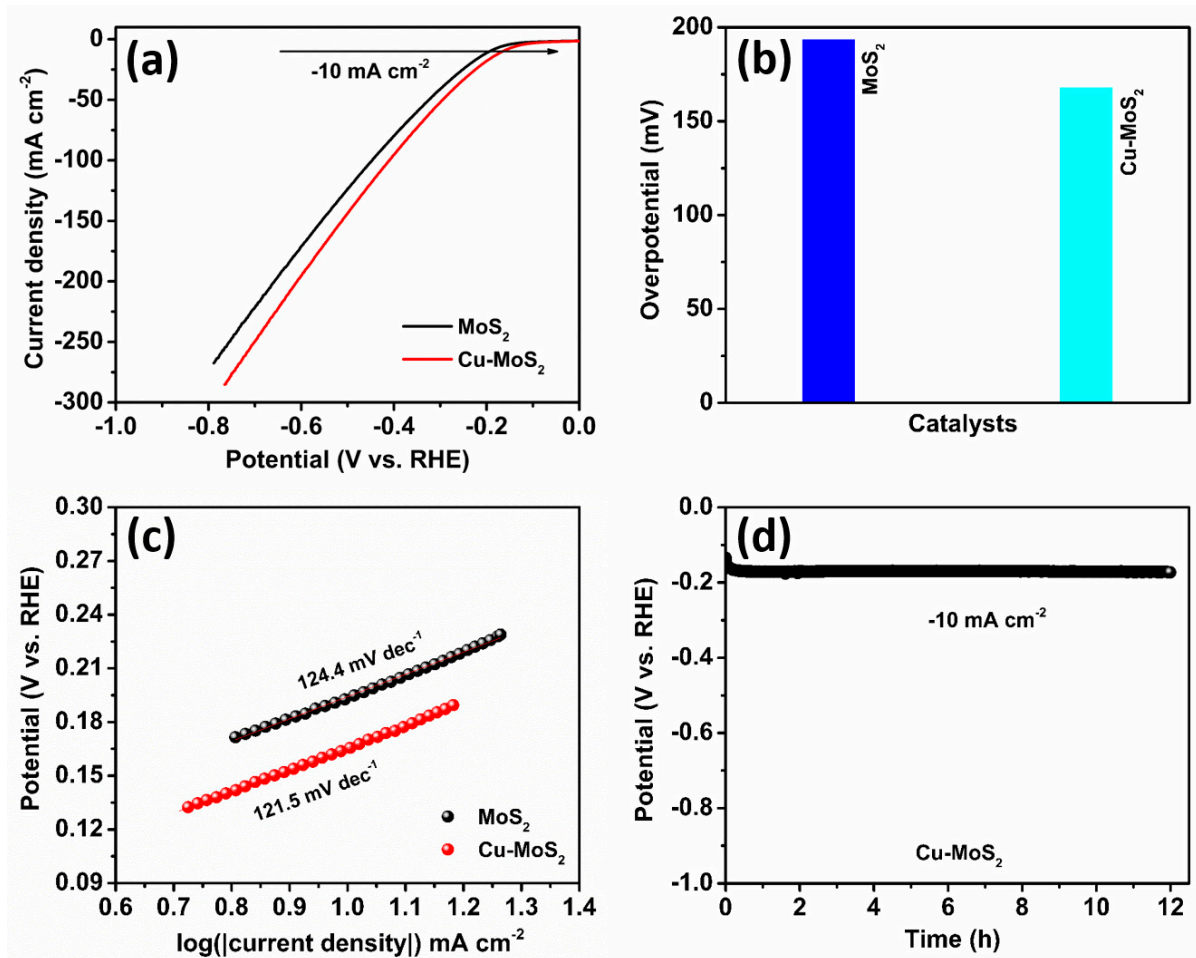 (a)
0
-50
-100
-150
-200
-250
-300
-1.0 -0.8 -0.6 -0.4 -0.2 0.0
Current density (mA cm⁻²)
Potential (V vs. RHE)
-10 mA cm⁻²
MoS₂
Cu-MoS₂
(b)
200
150
100
50
0
Overpotential (mV)
Catalysts
MoS₂
Cu-MoS₂
(c)
0.30
0.27
0.24
0.21
0.18
0.15
0.12
0.09
0.6 0.7 0.8 0.9 1.0 1.1 1.2 1.3 1.4
Potential (V vs. RHE)
log(|current density|) mA cm⁻²
124.4 mV dec⁻¹
121.5 mV dec⁻¹
MoS₂
Cu-MoS₂
(d)
0.0
-0.2
-0.4
-0.6
-0.8
-1.0
0 2 4 6 8 10 12
Potential (V vs. RHE)
Time (h)
-10 mA cm⁻²
Cu-MoS₂